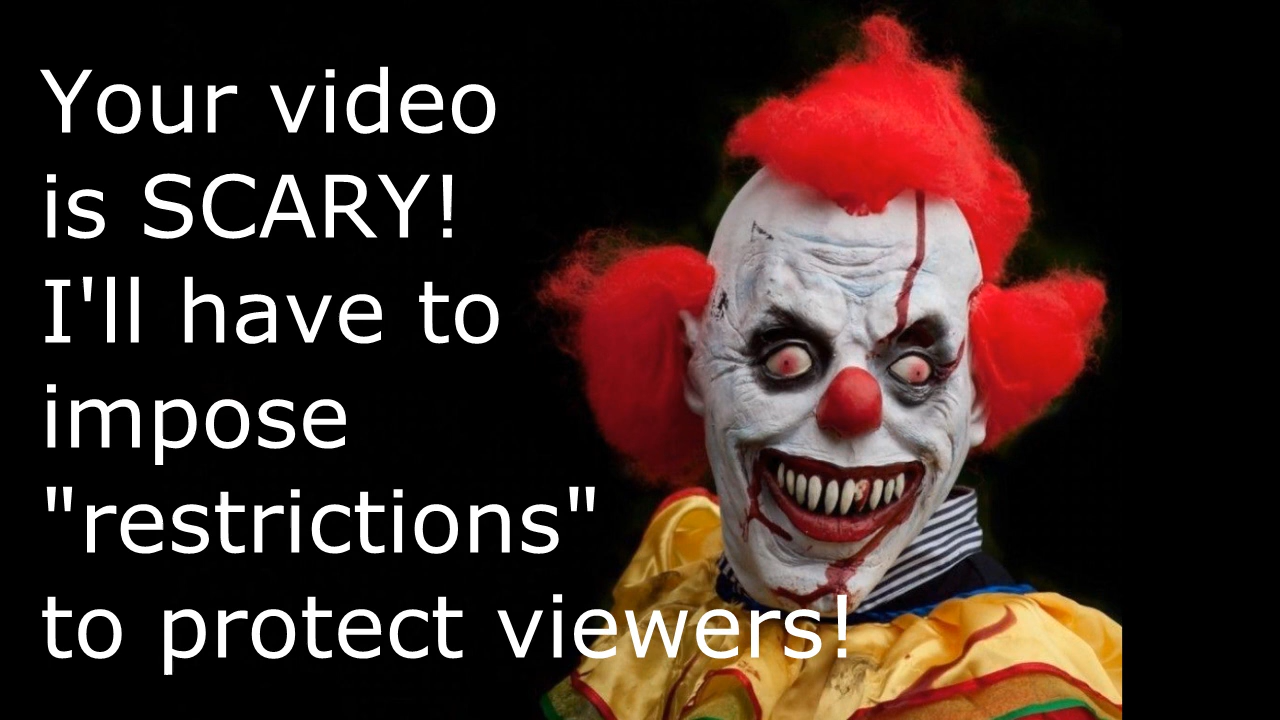 Your video
is SCARY!
I'll have to
impose
"restrictions"
to protect viewers!